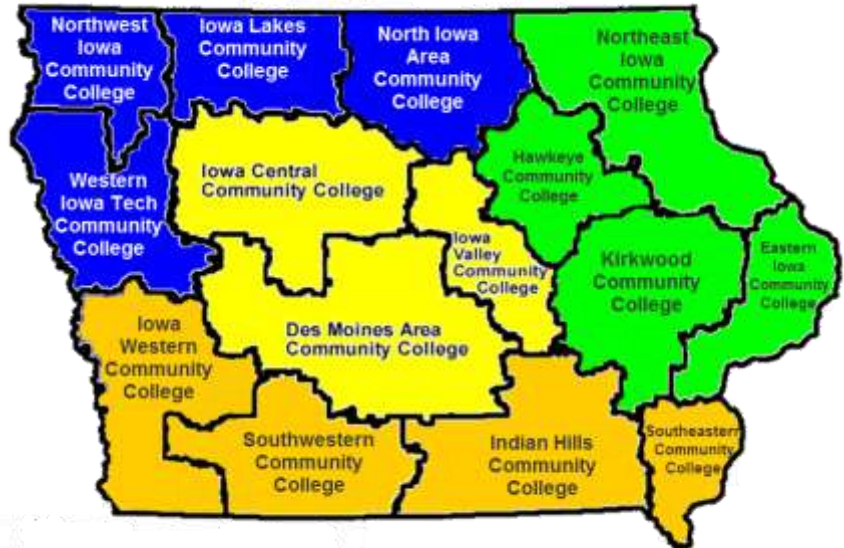 Northwest
Iowa
Community
College
Iowa Lakes
Community
College
North Iowa
Area
Community
College
Northeast
Iowa
Community
College
Western
Iowa Tech
Community
College
Iowa Central
Community College
Hawkeye
Community
College
Iowa
Valley
Community
College
Kirkwood
Community
College
Eastern
Iowa
Community
College
Iowa
Western
Community
College
Des Moines Area
Community College
Southwestern
Community
College
Indian Hills
Community
College
Southeastern
Community
College